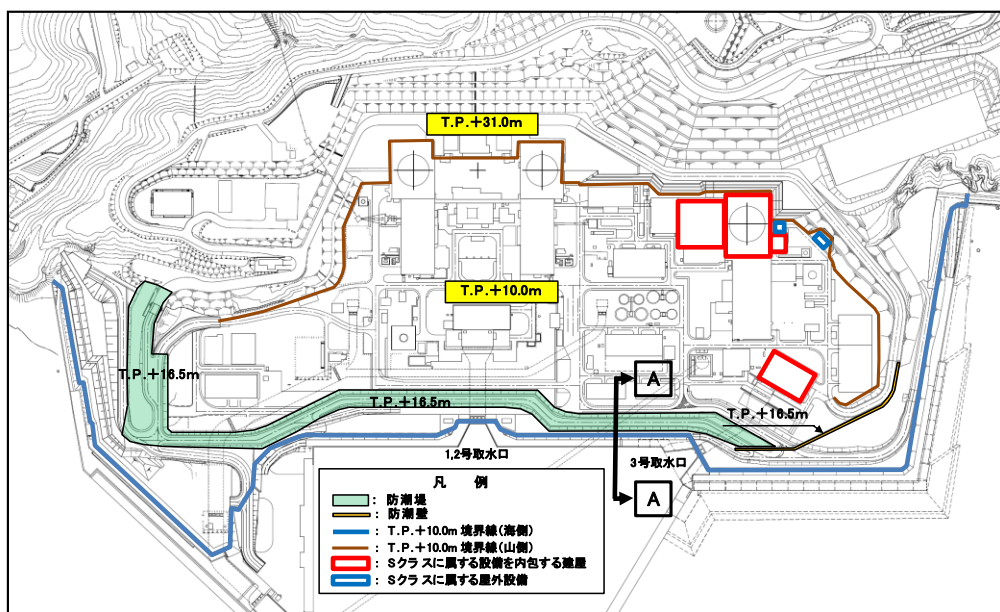 T.P.+31.0m
T.P.+10.0m
T.P.+16.5m
T.P.+16.5m
A
T.P.+16.5m
1,2号取水口
3号取水口
A
凡 例
: 防潮堤
: 防潮壁
: T.P.+10.0m 境界線(海側)
: T.P.+10.0m 境界線(山側)
: Sクラスに属する設備を内包する建屋
: Sクラスに属する屋外設備